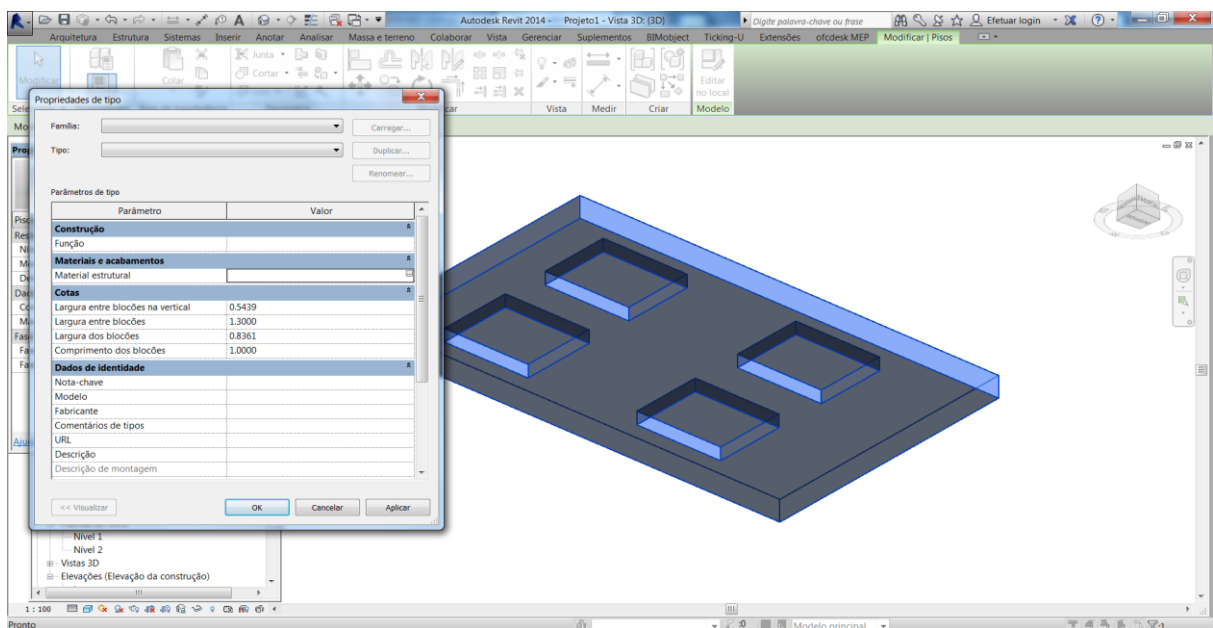 Autodesk Revit 2014 - Projeto1 - Vista 3D: {3D}
Digite palavra-chave ou frase
Efetuar login
Arquitetura Estrutura Sistemas Inserir Anotar Analisar Massa e terreno Colaborar Vista Gerenciar Suplementos BIMobject Ticking-U Extensões ofcdesk MEP Modificar | Pisos
Modificar
Colar
Junta
Cortar
Editar
no local
Vista Medir Criar Modelo
Propriedades de tipo
Família: Carregar...
Tipo: Duplicar...
Renomear...
Parâmetros de tipo
Parâmetro Valor
Construção
Função
Materiais e acabamentos
Material estrutural
Cotas
Largura entre blocões na vertical 0.5439
Largura entre blocões 1.3000
Largura dos blocões 0.8361
Comprimento dos blocões 1.0000
Dados de identidade
Nota-chave
Modelo
Fabricante
Comentários de tipos
URL
Descrição
Descrição de montagem
<< Visualizar OK Cancelar Aplicar
Nível 1
Nível 2
Vistas 3D
Elevações (Elevação da construção)
1 : 100
Pronto
:0
Modelo principal
:1